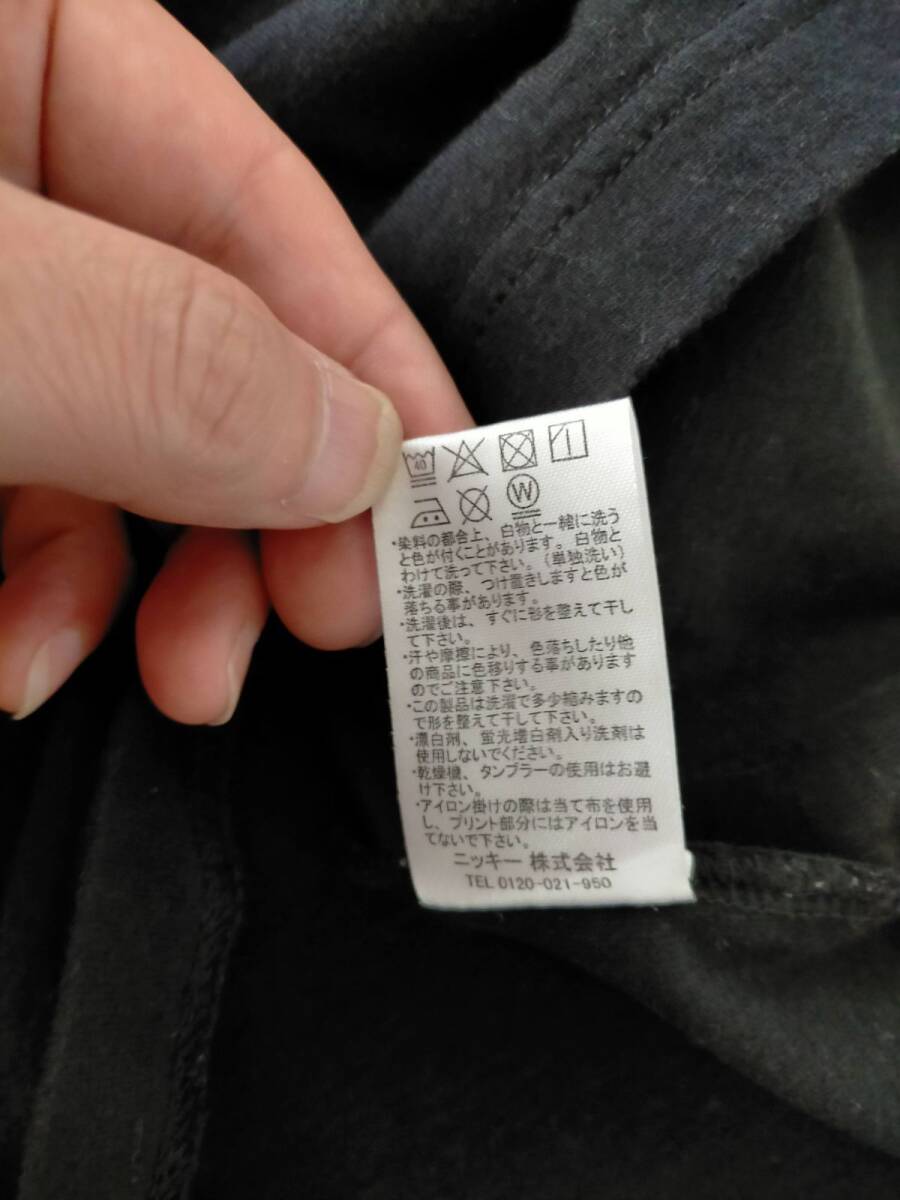 40
W
・染料の都合上、白物と一緒に洗う
と色が付くことがあります。白物と
わけて洗って下さい。(単独洗い)
・洗濯の際、つけ置きしますと色が
落ちる事があります。
・洗濯後は、すぐに形を整えて干し
て下さい。
・汗や摩擦により、色落ちしたり他
の商品に色移りする事があります
のでご注意下さい。
・この製品は洗濯で多少縮みますの
で形を整えて干して下さい。
・漂白剤、蛍光増白剤入り洗剤は
使用しないでください。
・乾燥機、タンブラーの使用はお避
け下さい。
・アイロン掛けの際は当て布を使用
し、プリント部分にはアイロンを当
てないで下さい。
ニッキー 株式会社
TEL 0120-021-950